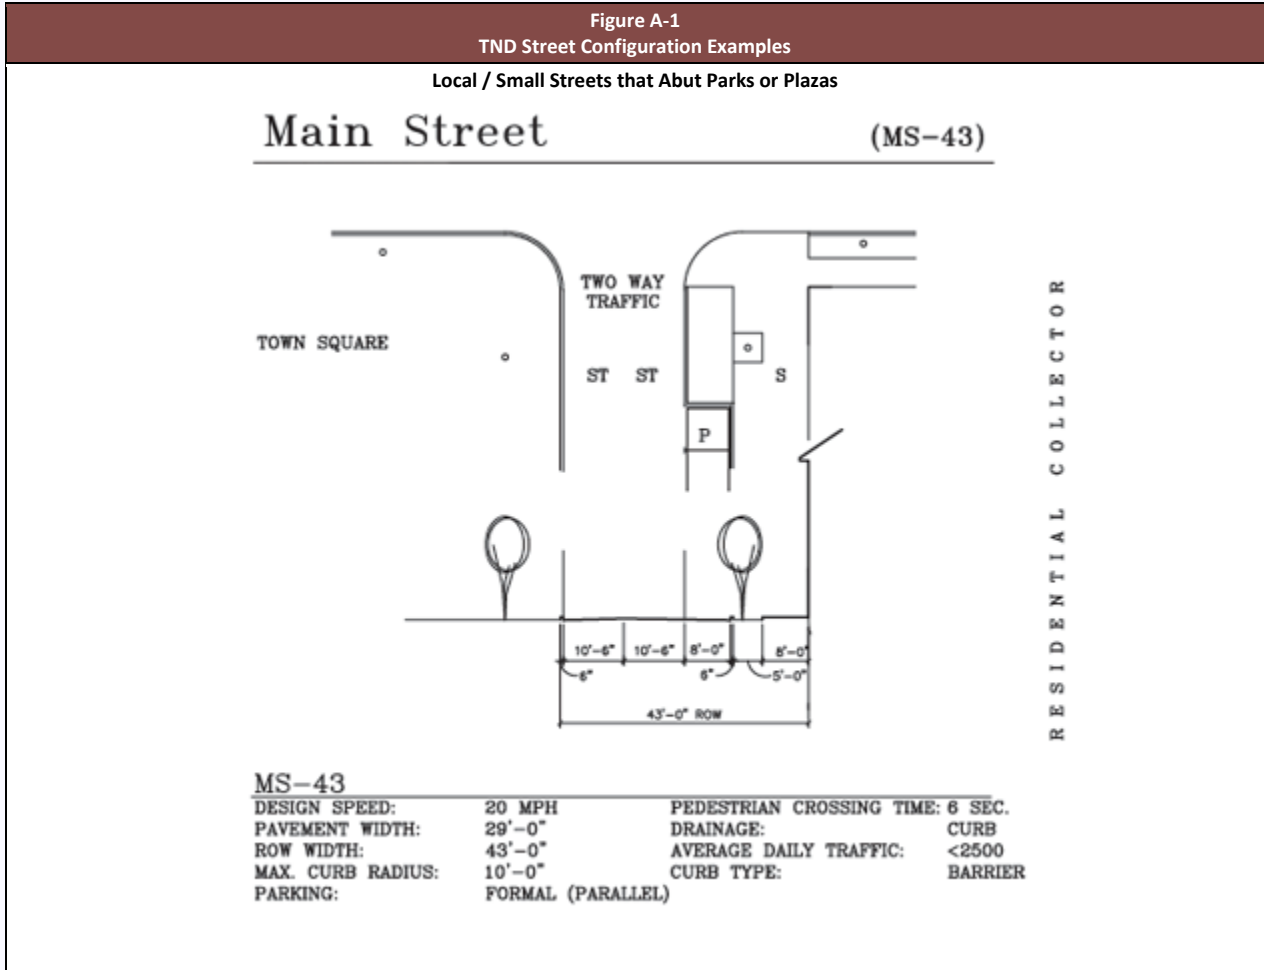 Figure A-1
TND Street Configuration Examples
Local / Small Streets that Abut Parks or Plazas
Main Street (MS-43)
TWO WAY
TRAFFIC
TOWN SQUARE
ST ST S
P
RESIDENTIAL COLLECTOR
10'-6" 10'-6" 8'-0" 8'-0"
6" 6" 5'-0"
43'-0" ROW
MS-43
DESIGN SPEED: 20 MPH PEDESTRIAN CROSSING TIME: 6 SEC.
PAVEMENT WIDTH: 29'-0" DRAINAGE: CURB
ROW WIDTH: 43'-0" AVERAGE DAILY TRAFFIC: <2500
MAX. CURB RADIUS: 10'-0" CURB TYPE: BARRIER
PARKING: FORMAL (PARALLEL)